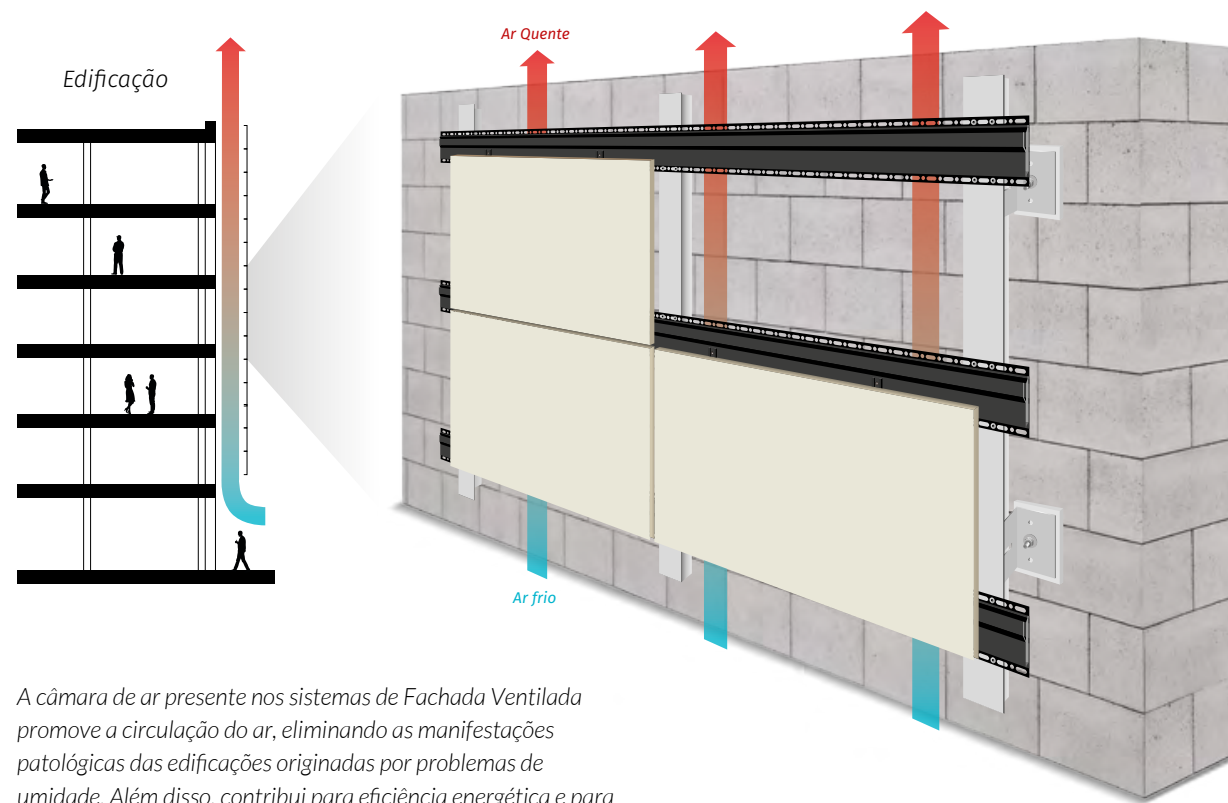 Ar Quente
Edificação
Ar frio
A câmara de ar presente nos sistemas de Fachada Ventilada
promove a circulação do ar, eliminando as manifestações
patológicas das edificações originadas por problemas de
umidade. Além disso, contribui para eficiência energética e para